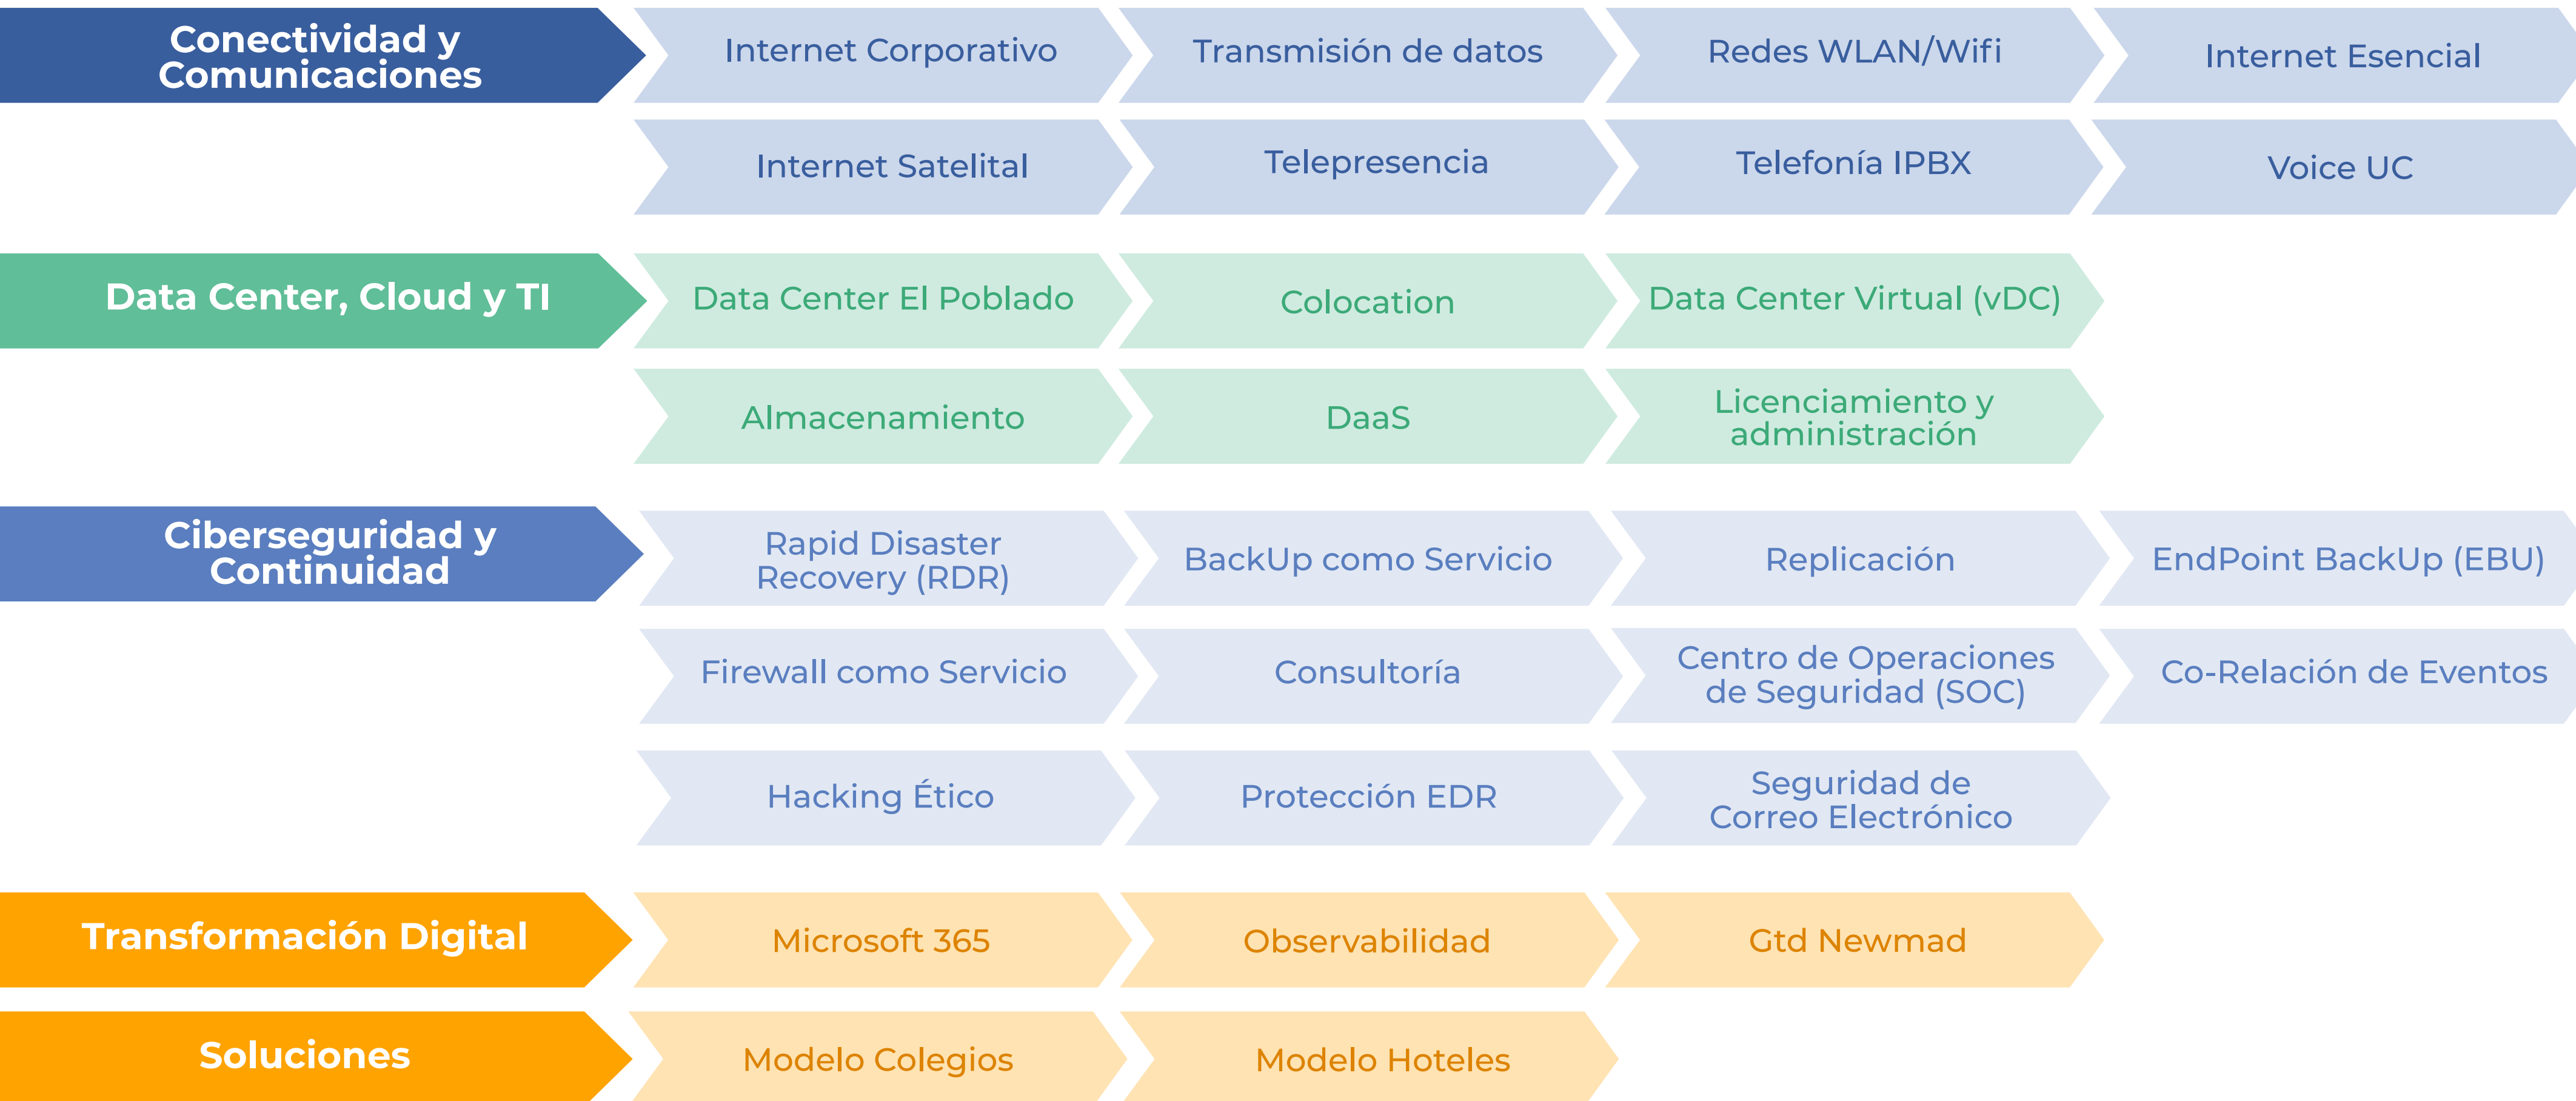 Conectividad y
Comunicaciones
Internet Corporativo
Transmisión de datos
Redes WLAN/Wifi
Internet Esencial
Internet Satelital
Telepresencia
Telefonía IPBX
Voice UC
Data Center, Cloud y TI
Data Center El Poblado
Colocation
Data Center Virtual (vDC)
Almacenamiento
DaaS
Licenciamiento y
administración
Ciberseguridad y
Continuidad
Rapid Disaster
Recovery (RDR)
BackUp como Servicio
Replicación
EndPoint BackUp (EBU)
Firewall como Servicio
Consultoría
Centro de Operaciones
de Seguridad (SOC)
Co-Relación de Eventos
Hacking Ético
Protección EDR
Seguridad de
Correo Electrónico
Transformación Digital
Microsoft 365
Observabilidad
Gtd Newmad
Soluciones
Modelo Colegios
Modelo Hoteles